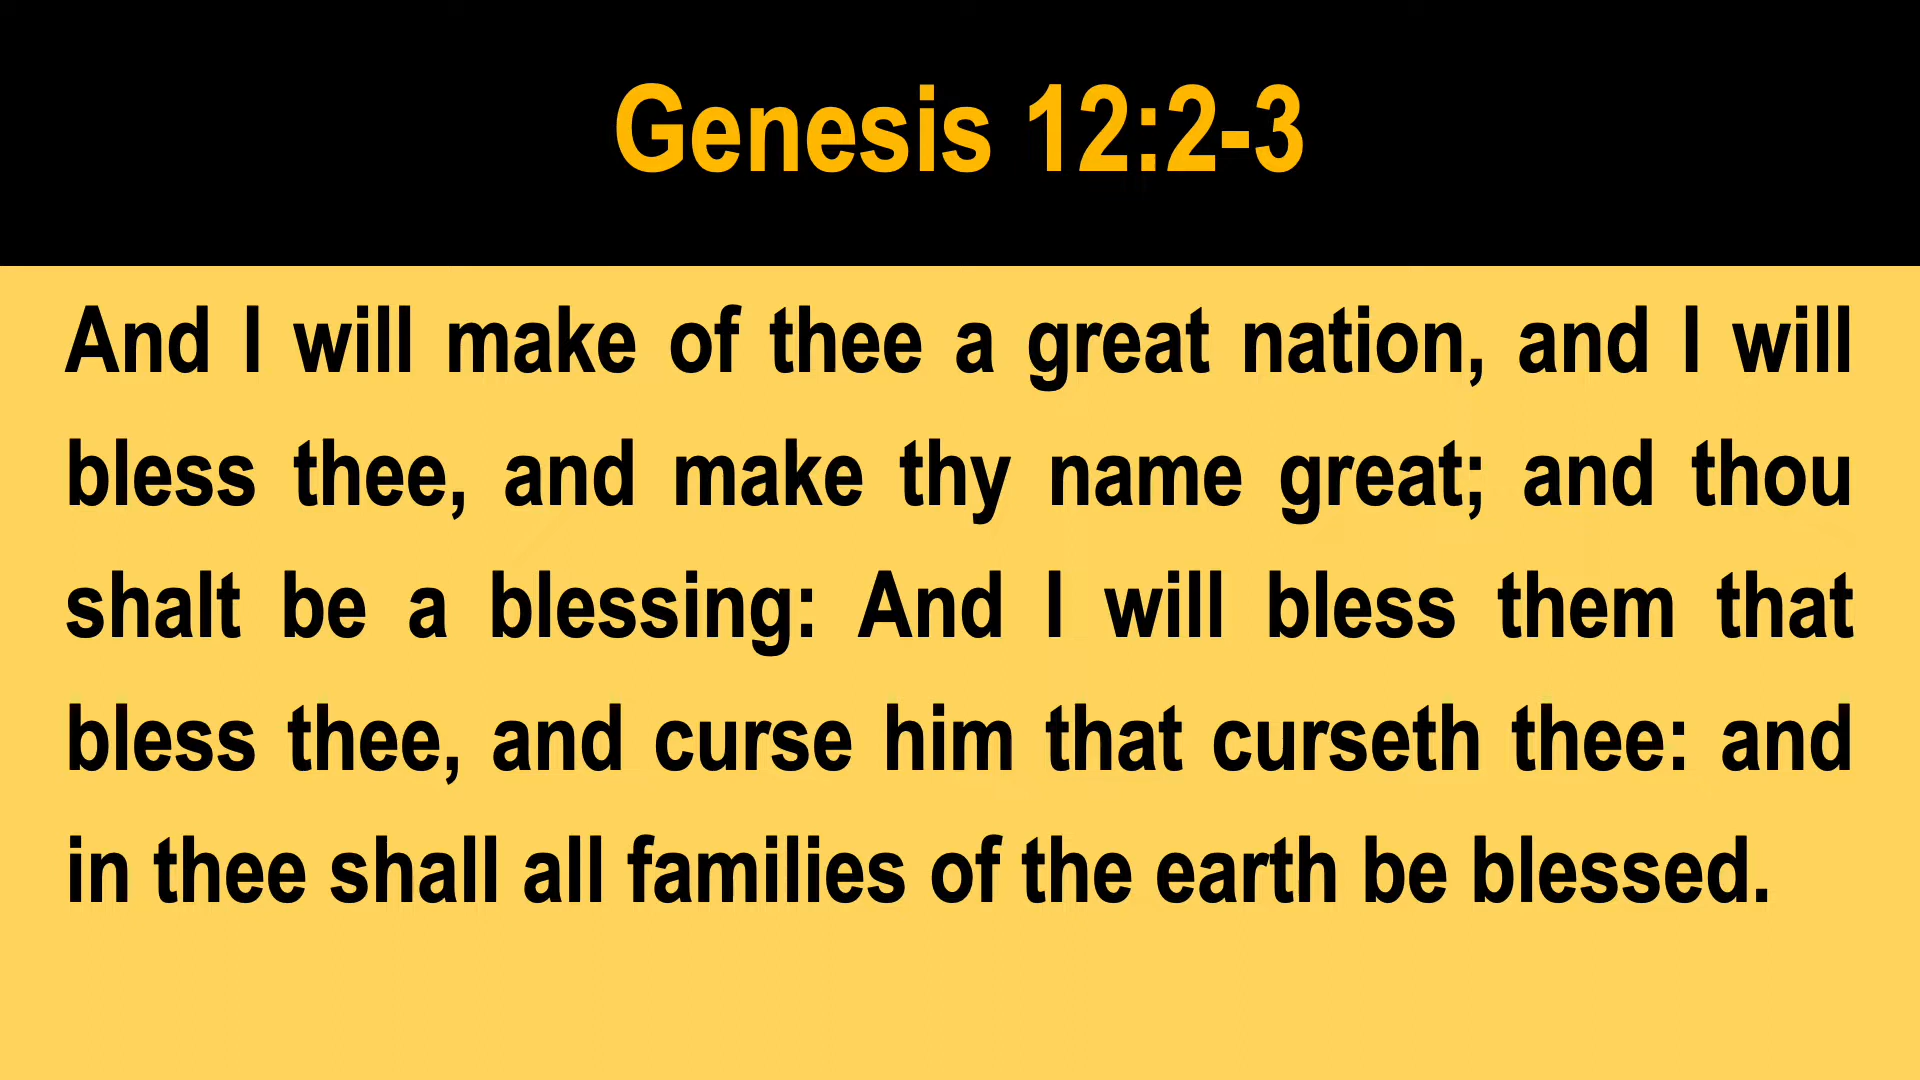 Genesis 12:2-3
And I will make of thee a great nation, and I will
bless thee, and make thy name great; and thou
shalt be a blessing: And I will bless them that
bless thee, and curse him that curseth thee: and
in thee shall all families of the earth be blessed.